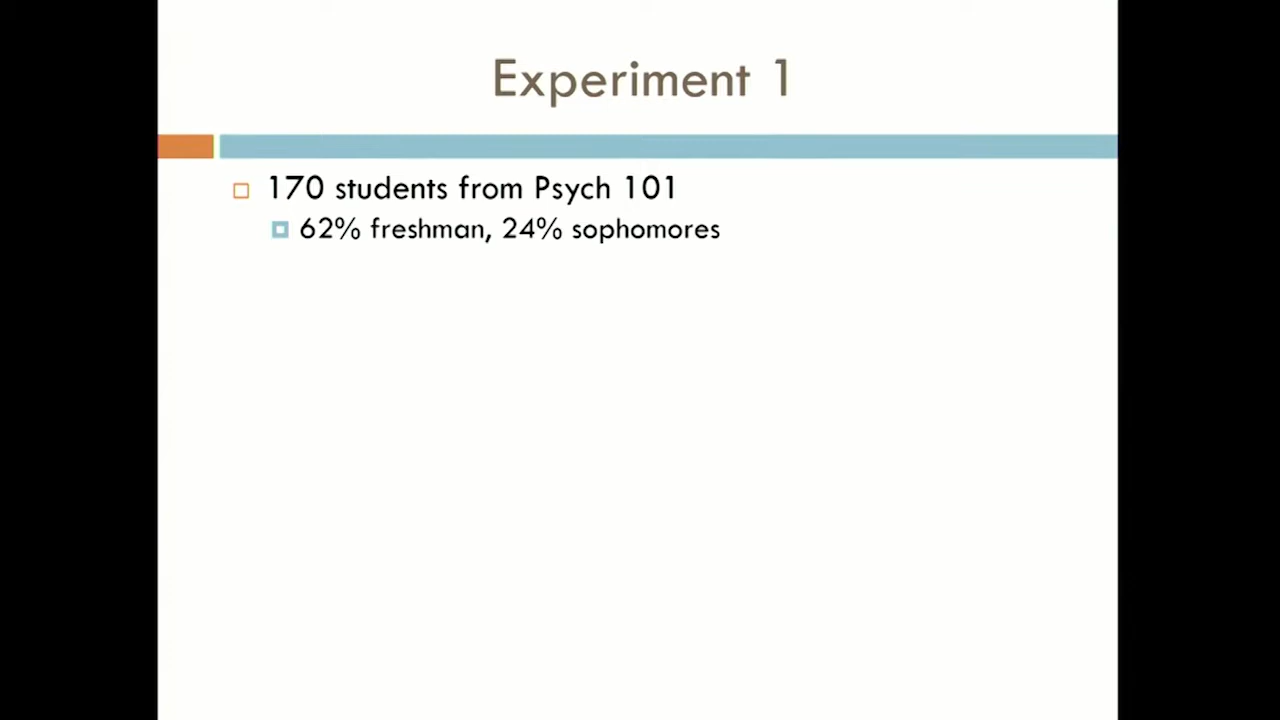 Experiment 1
170 students from Psych 101
62% freshman, 24% sophomores